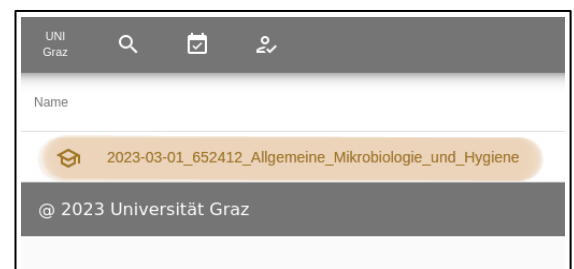 UNI
Graz
Name
2023-03-01_652412_Allgemeine_Mikrobiologie_und_Hygiene
@ 2023 Universität Graz